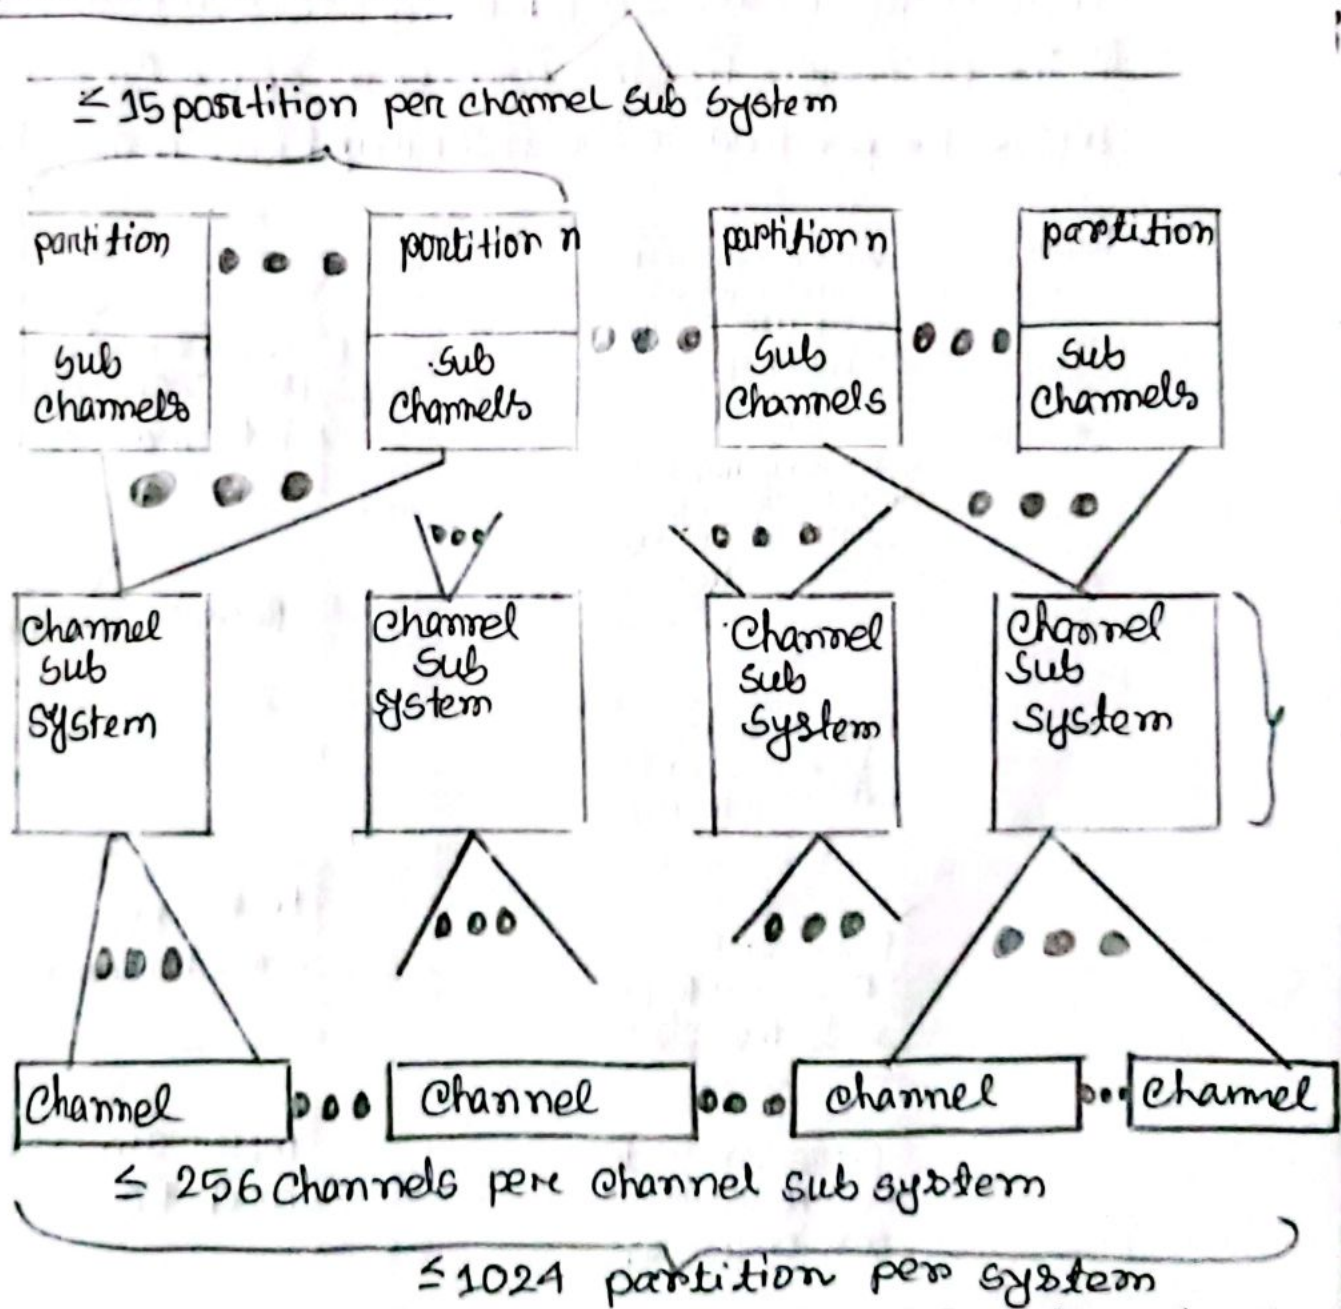 ≤ 15 partition per channel sub system
partition
partition n
partition n
partition
sub
channels
sub
channels
sub
channels
sub
channels
channel
sub
system
channel
sub
system
channel
sub
system
channel
sub
system
channel
channel
channel
channel
≤ 256 channels per channel sub system
≤ 1024 partition per system